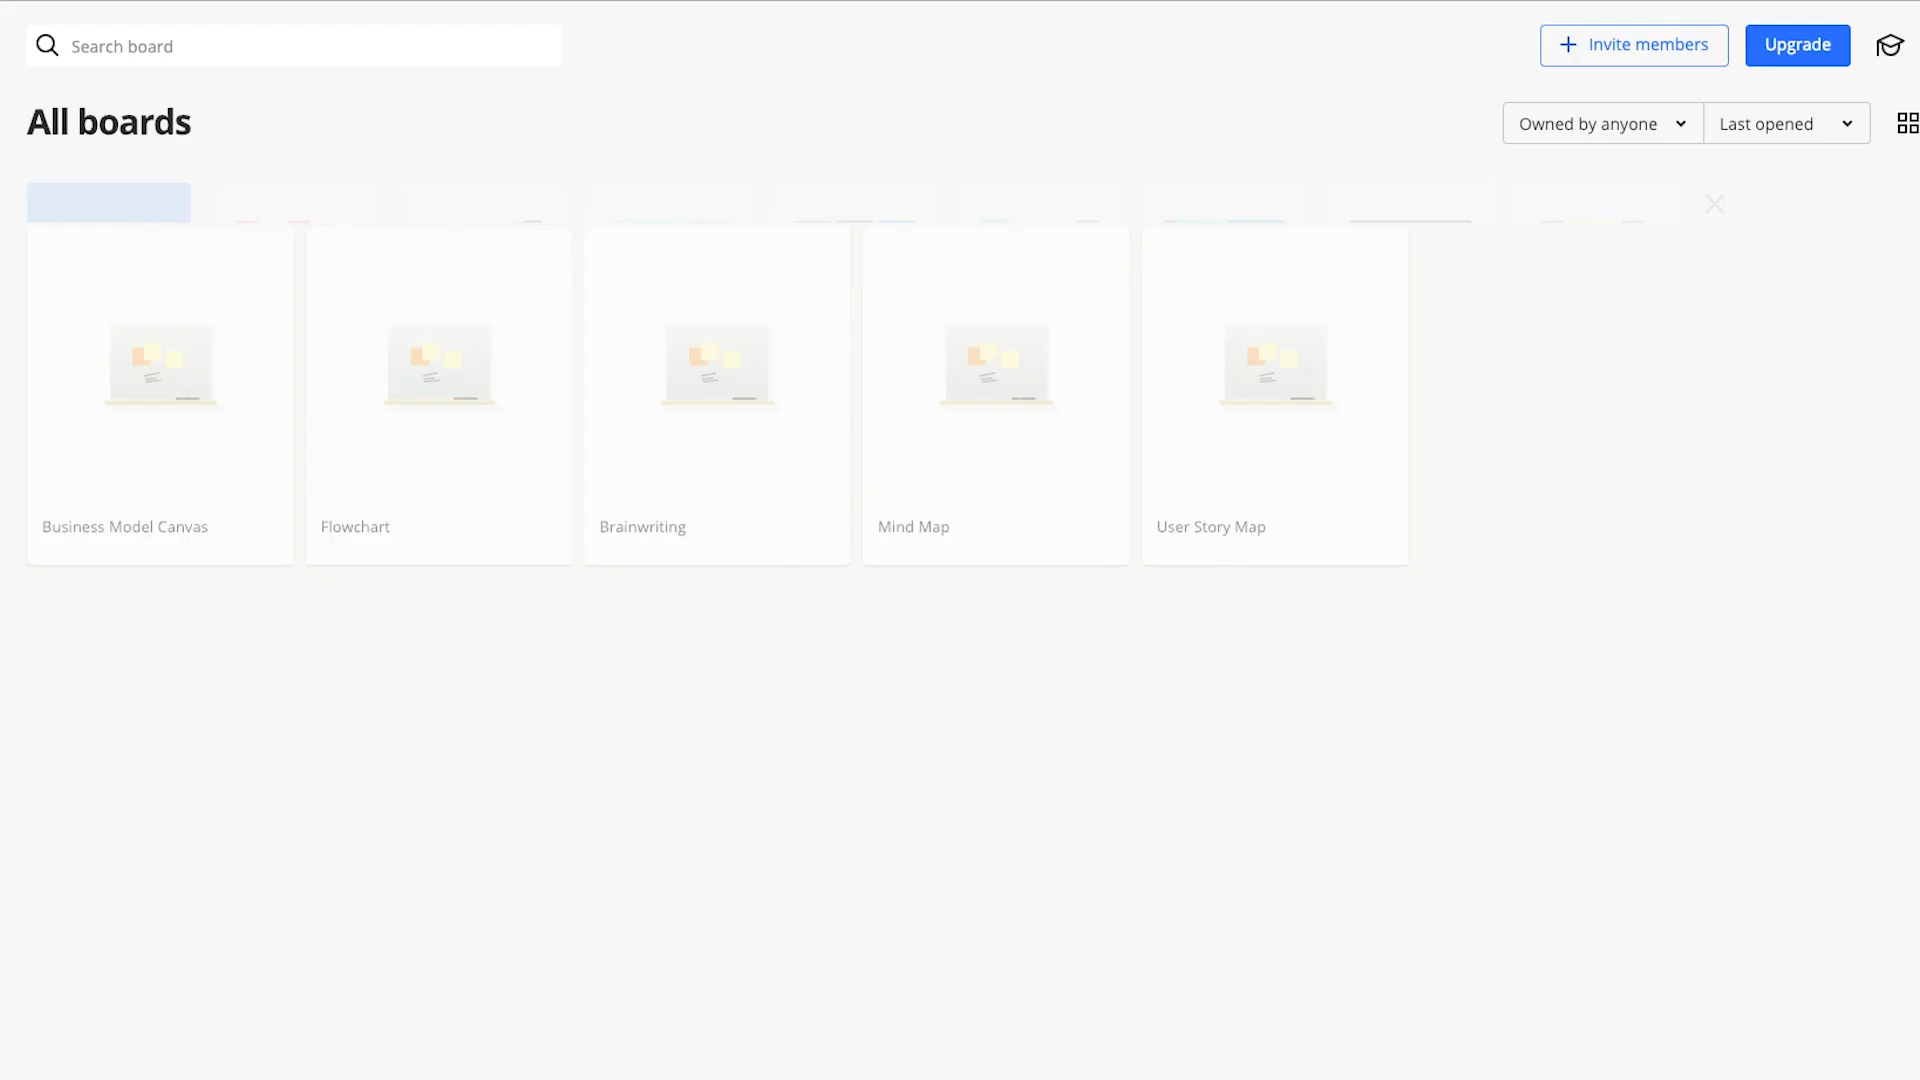 Search board
Invite members
Upgrade
All boards
Owned by anyone
Last opened
Business Model Canvas
Flowchart
Brainwriting
Mind Map
User Story Map